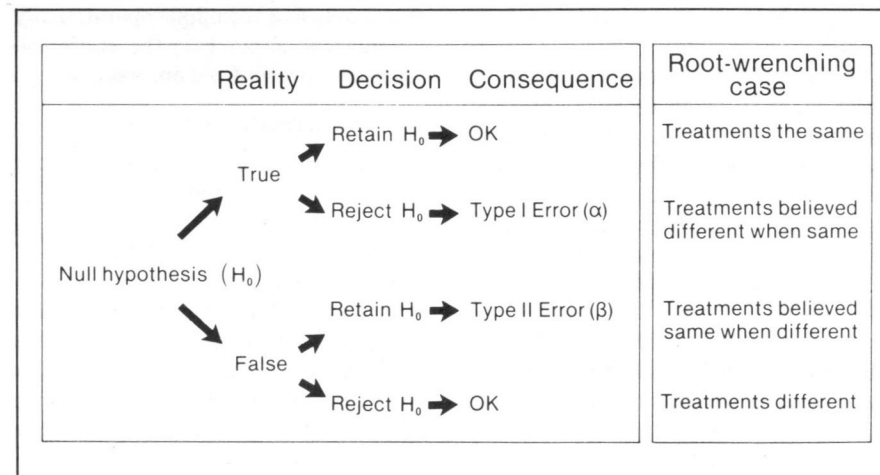 Reality Decision Consequence
Root-wrenching
case
Retain H₀ OK
Treatments the same
True
Reject H₀ Type I Error (α)
Treatments believed
different when same
Null hypothesis (H₀)
Retain H₀ Type II Error (β)
Treatments believed
same when different
False
Reject H₀ OK
Treatments different